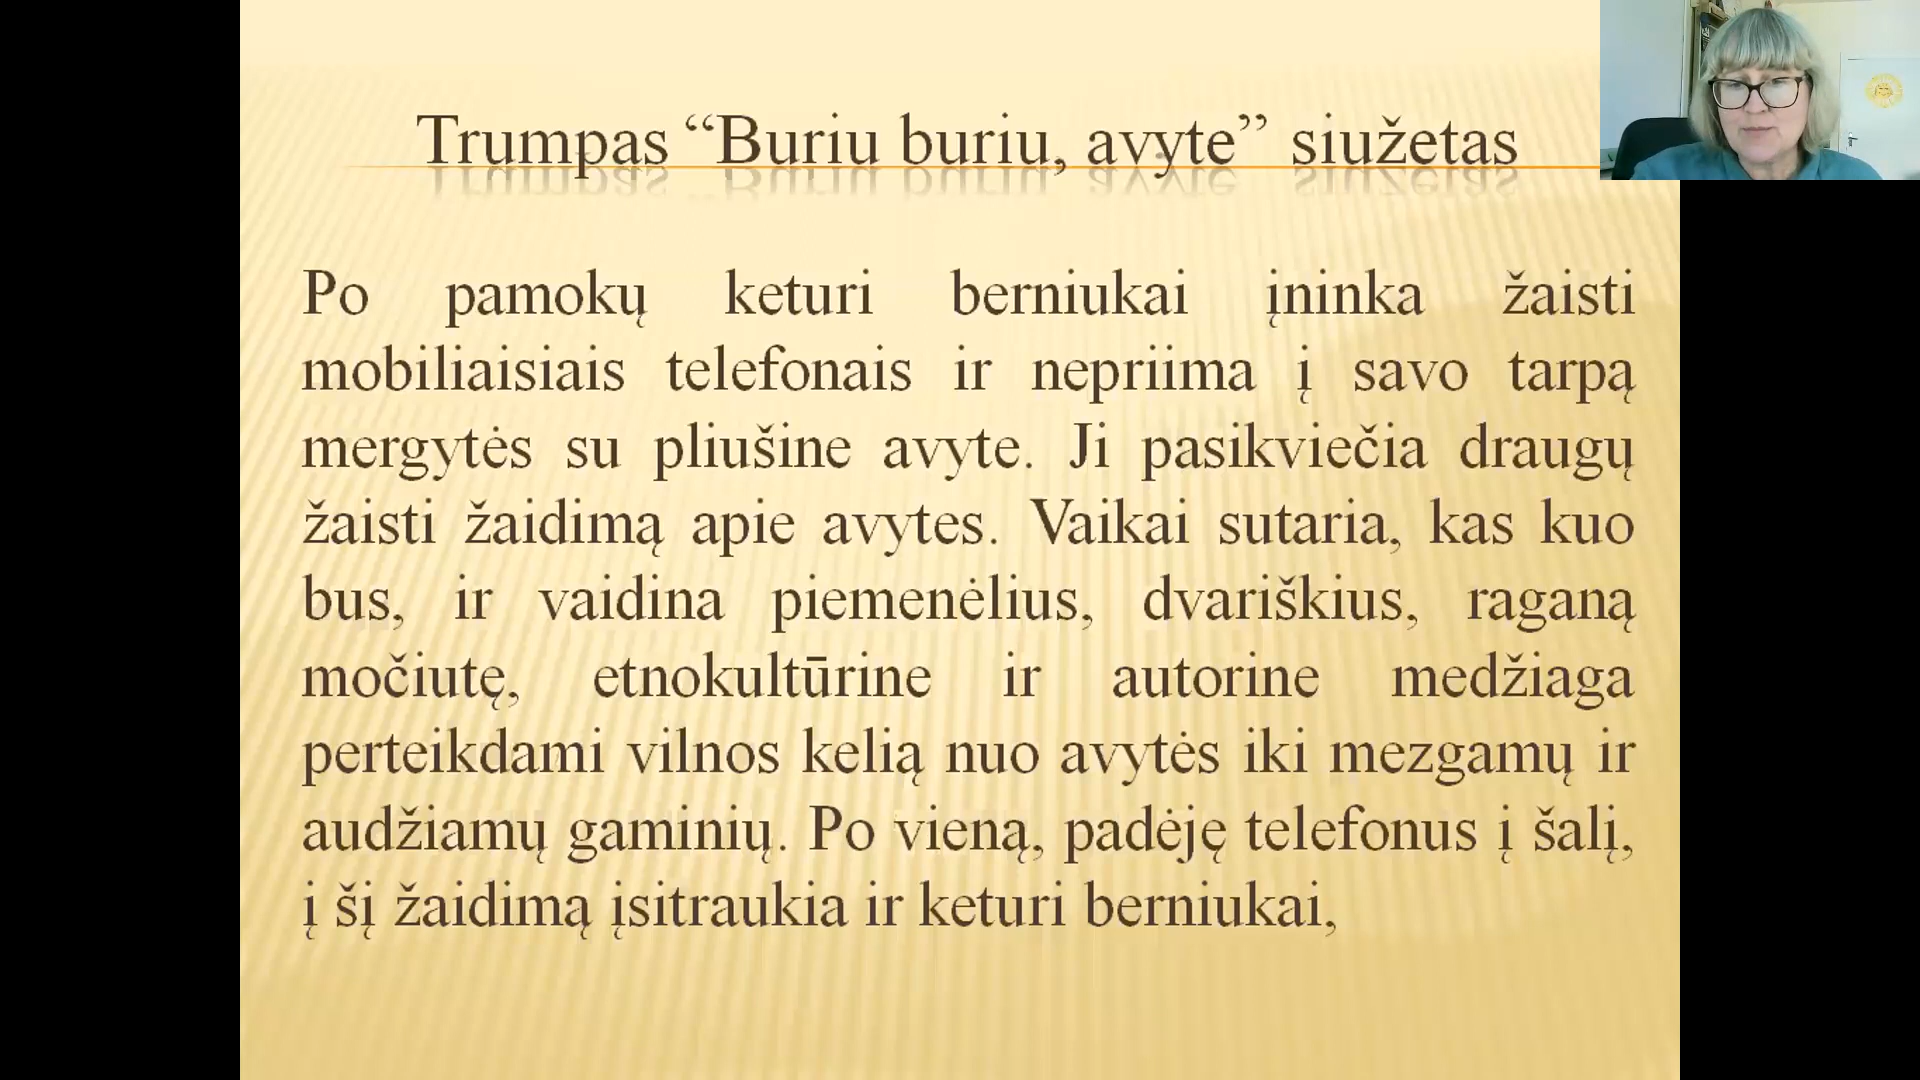 Trumpas “Buriu buriu, avyte” siužetas
Po pamokų keturi berniukai įninka žaisti
mobiliaisiais telefonais ir nepriima į savo tarpą
mergytės su pliušine avyte. Ji pasikviečia draugų
žaisti žaidimą apie avytes. Vaikai sutaria, kas kuo
bus, ir vaidina piemenėlius, dvariškius, raganą
močiutę, etnokultūrine ir autorine medžiaga
perteikdami vilnos kelią nuo avytės iki mezgamų ir
audžiamų gaminių. Po vieną, padėję telefonus į šalį,
į šį žaidimą įsitraukia ir keturi berniukai,